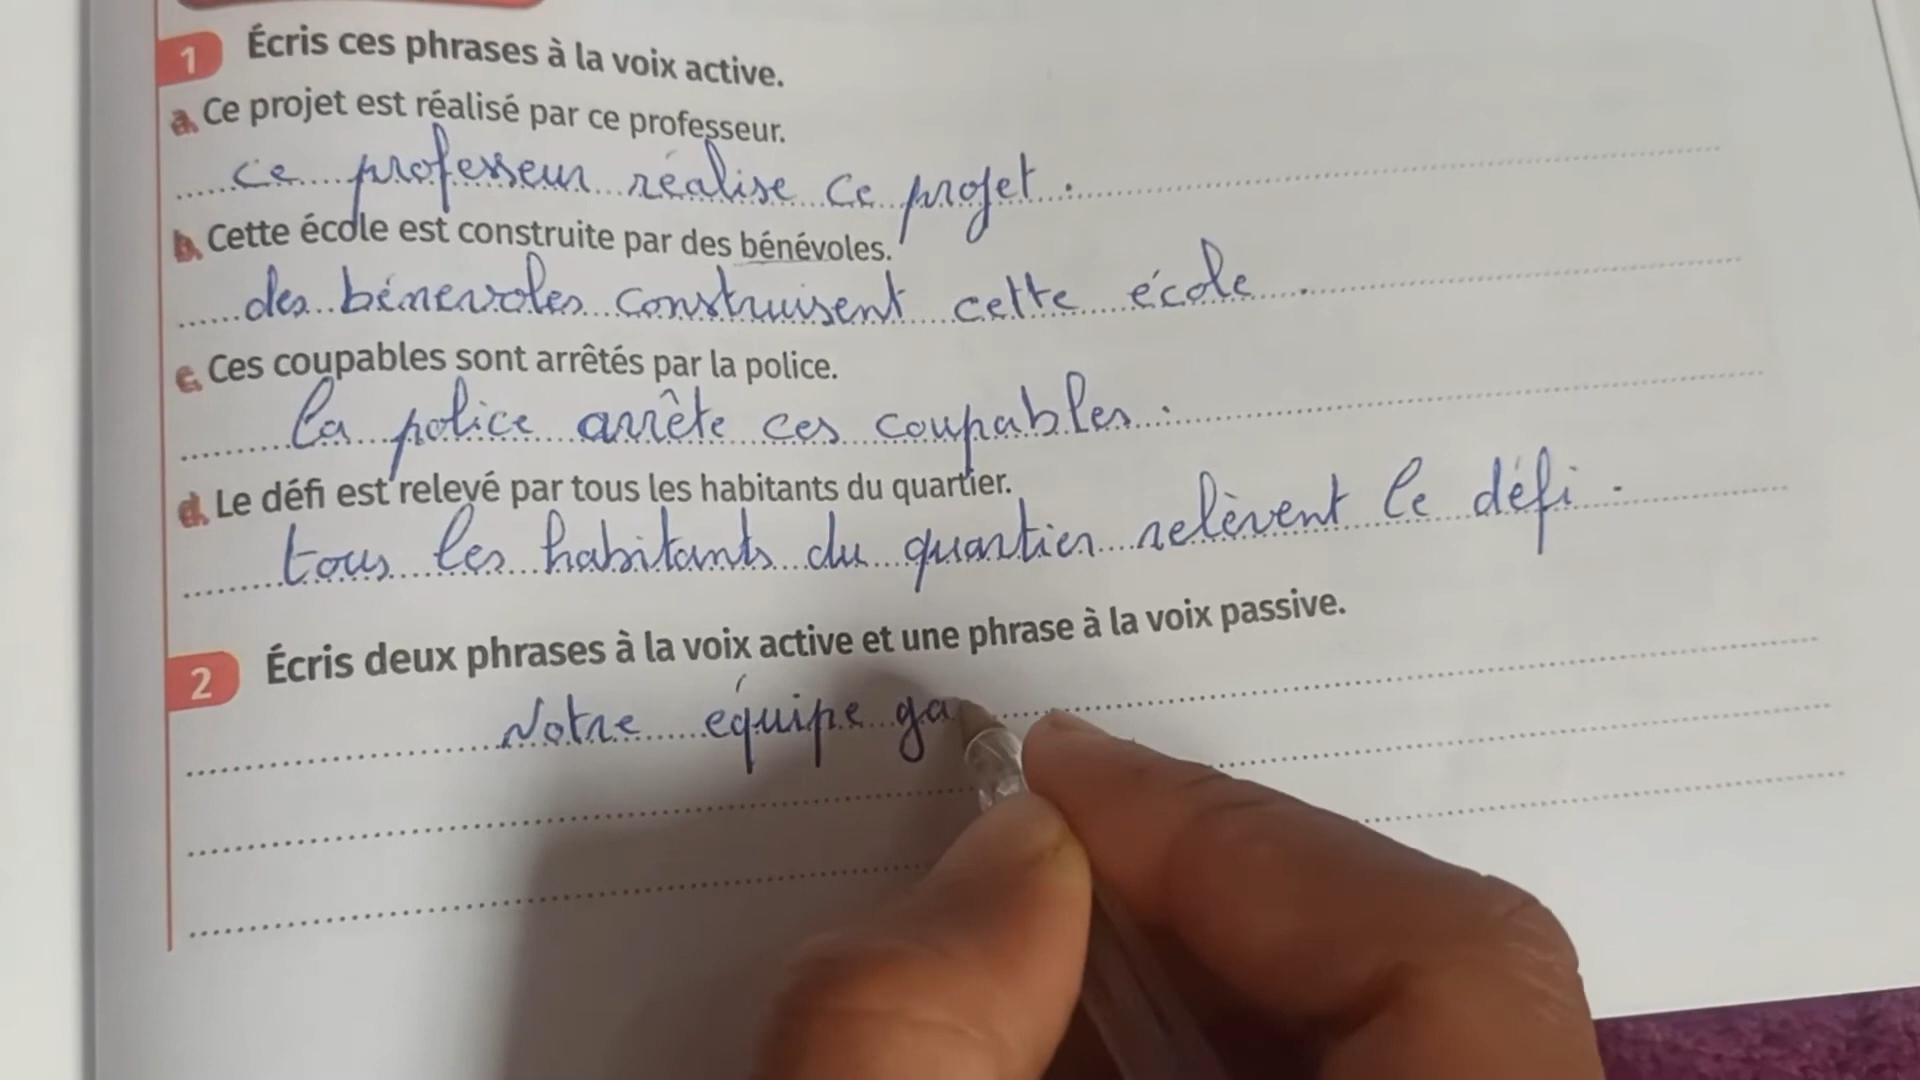 1 Écris ces phrases à la voix active.
a. Ce projet est réalisé par ce professeur.
ce professeur réalise ce projet.
b. Cette école est construite par des bénévoles.
des bénevoles construisent cette école.
c. Ces coupables sont arrêtés par la police.
la police arrête ces coupables.
d. Le défi est relevé par tous les habitants du quartier.
tous les habitants du quartier relèvent le défi.
2 Écris deux phrases à la voix active et une phrase à la voix passive.
Notre équipe ga